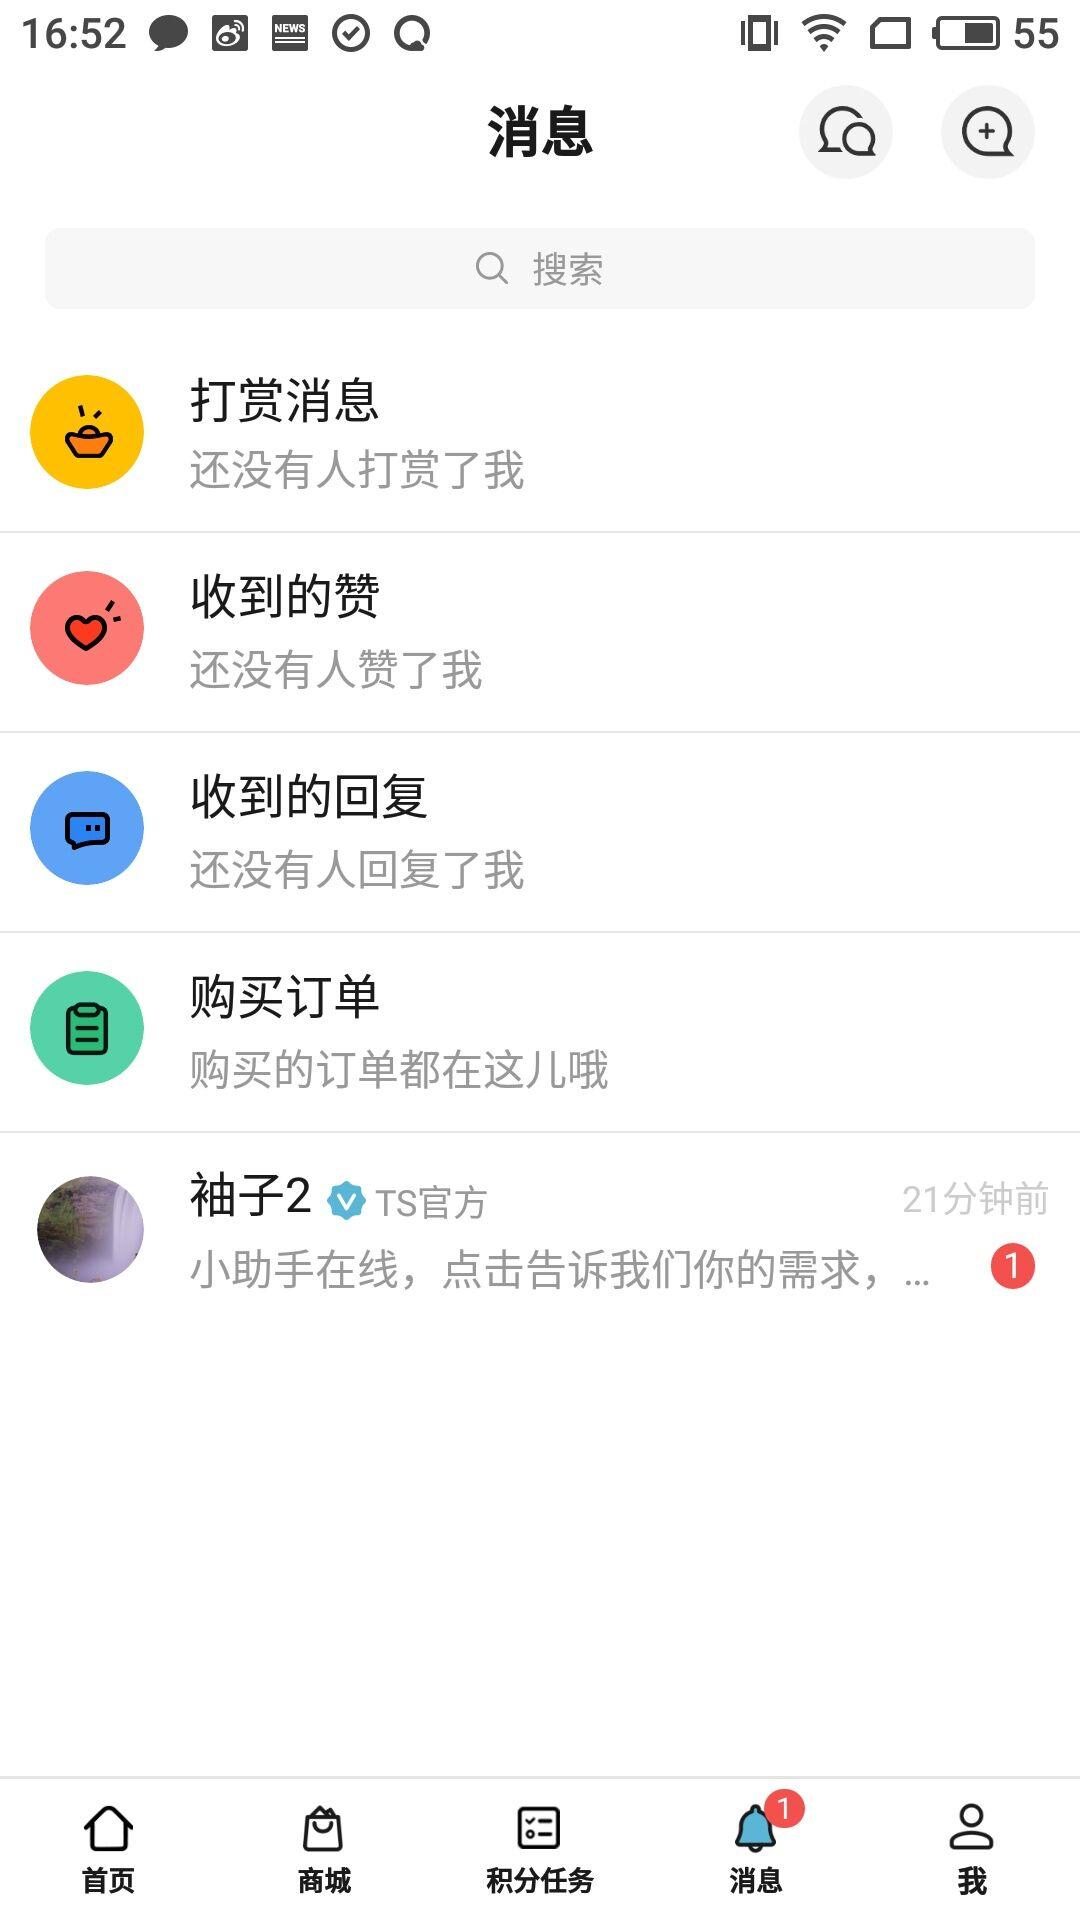 16:52
NEWS
55
消息
搜索
打赏消息
还没有人打赏了我
收到的赞
还没有人赞了我
收到的回复
还没有人回复了我
购买订单
购买的订单都在这儿哦
袖子2 TS官方 21分钟前
小助手在线，点击告诉我们你的需求，... 1
1
首页 商城 积分任务 消息 我